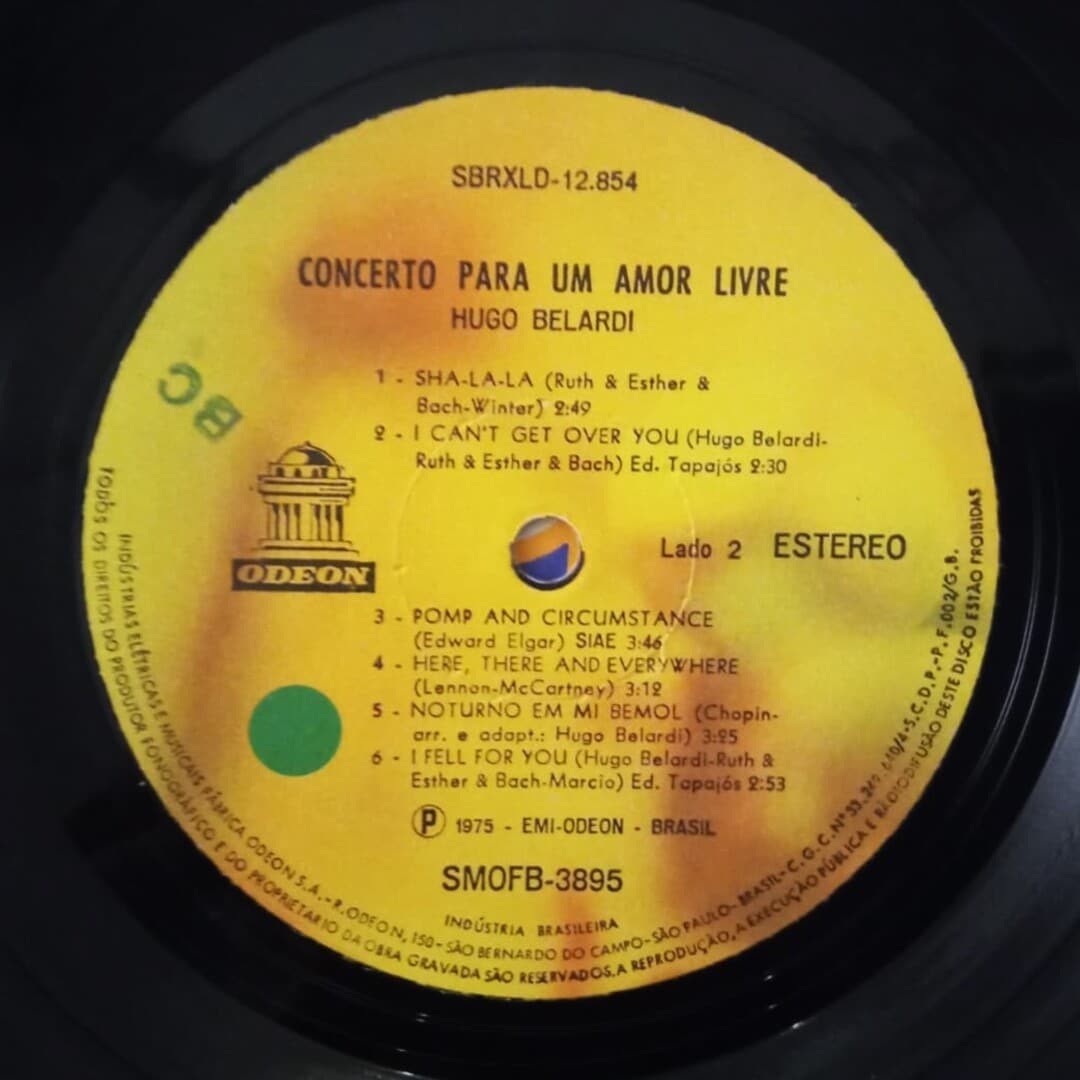 SBRXLD-12.854
CONCERTO PARA UM AMOR LIVRE
HUGO BELARDI
1 - SHA-LA-LA (Ruth & Esther &
Bach-Winter) 2:49
2 - I CAN'T GET OVER YOU (Hugo Belardi-
Ruth & Esther & Bach) Ed. Tapajós 2:30
BC
ODEON
Lado 2 ESTEREO
3 - POMP AND CIRCUMSTANCE
(Edward Elgar) SIAE 3:46
4 - HERE, THERE AND EVERYWHERE
(Lennon-McCartney) 3:12
5 - NOTURNO EM MI BEMOL (Chopin-
arr. e adapt.: Hugo Belardi) 3:25
6 - I FELL FOR YOU (Hugo Belardi-Ruth &
Esther & Bach-Marcio) Ed. Tapajós 2:53
P 1975 - EMI-ODEON - BRASIL
SMOFB-3895
INDÚSTRIA BRASILEIRA
INDÚSTRIAS ELÉTRICAS E MUSICAIS FÁBRICA ODEON S.A.-R.ODEON, 150-SÃO BERNARDO DO CAMPO-SÃO PAULO-BRASIL-C.G.C.Nº 33.249.640/4-S.C.D.P.-P.F.002/G.B.
TODOS OS DIREITOS DO PRODUTOR FONOGRÁFICO E DO PROPRIETARIO DA OBRA GRAVADA SÃO RESERVADOS. A REPRODUÇÃO, A EXECUÇÃO PÚBLICA E RADIODIFUSÃO DESTE DISCO ESTÃO PROIBIDAS